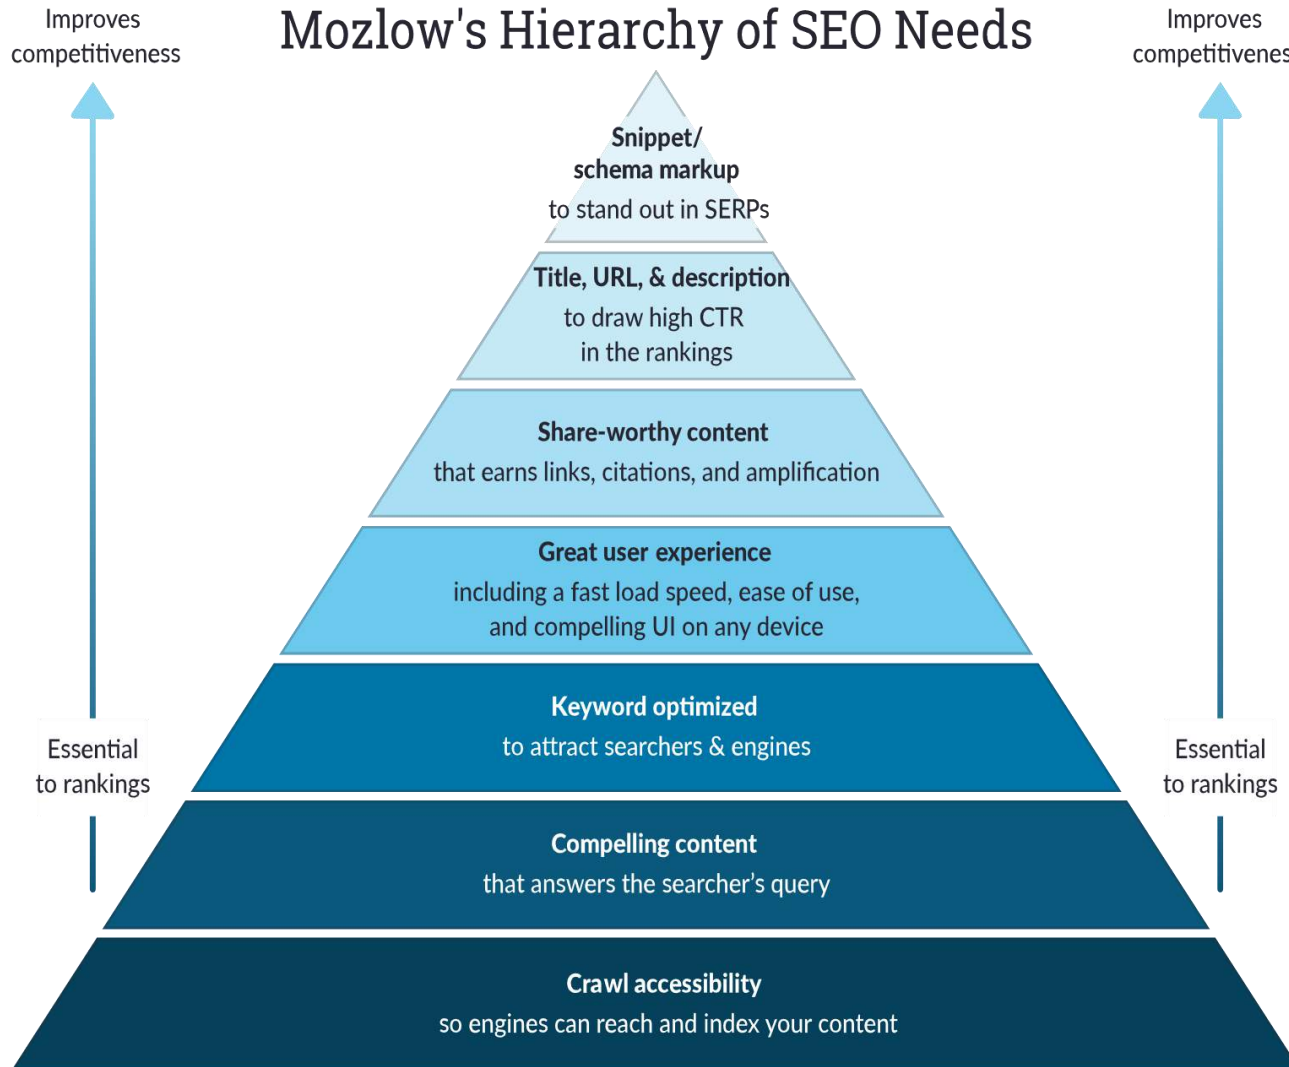 Mozlow's Hierarchy of SEO Needs
Improves
competitiveness
Improves
competitivenes
Snippet/
schema markup
to stand out in SERPs
Title, URL, & description
to draw high CTR
in the rankings
Share-worthy content
that earns links, citations, and amplification
Great user experience
including a fast load speed, ease of use,
and compelling UI on any device
Keyword optimized
to attract searchers & engines
Essential
to rankings
Essential
to rankings
Compelling content
that answers the searcher’s query
Crawl accessibility
so engines can reach and index your content